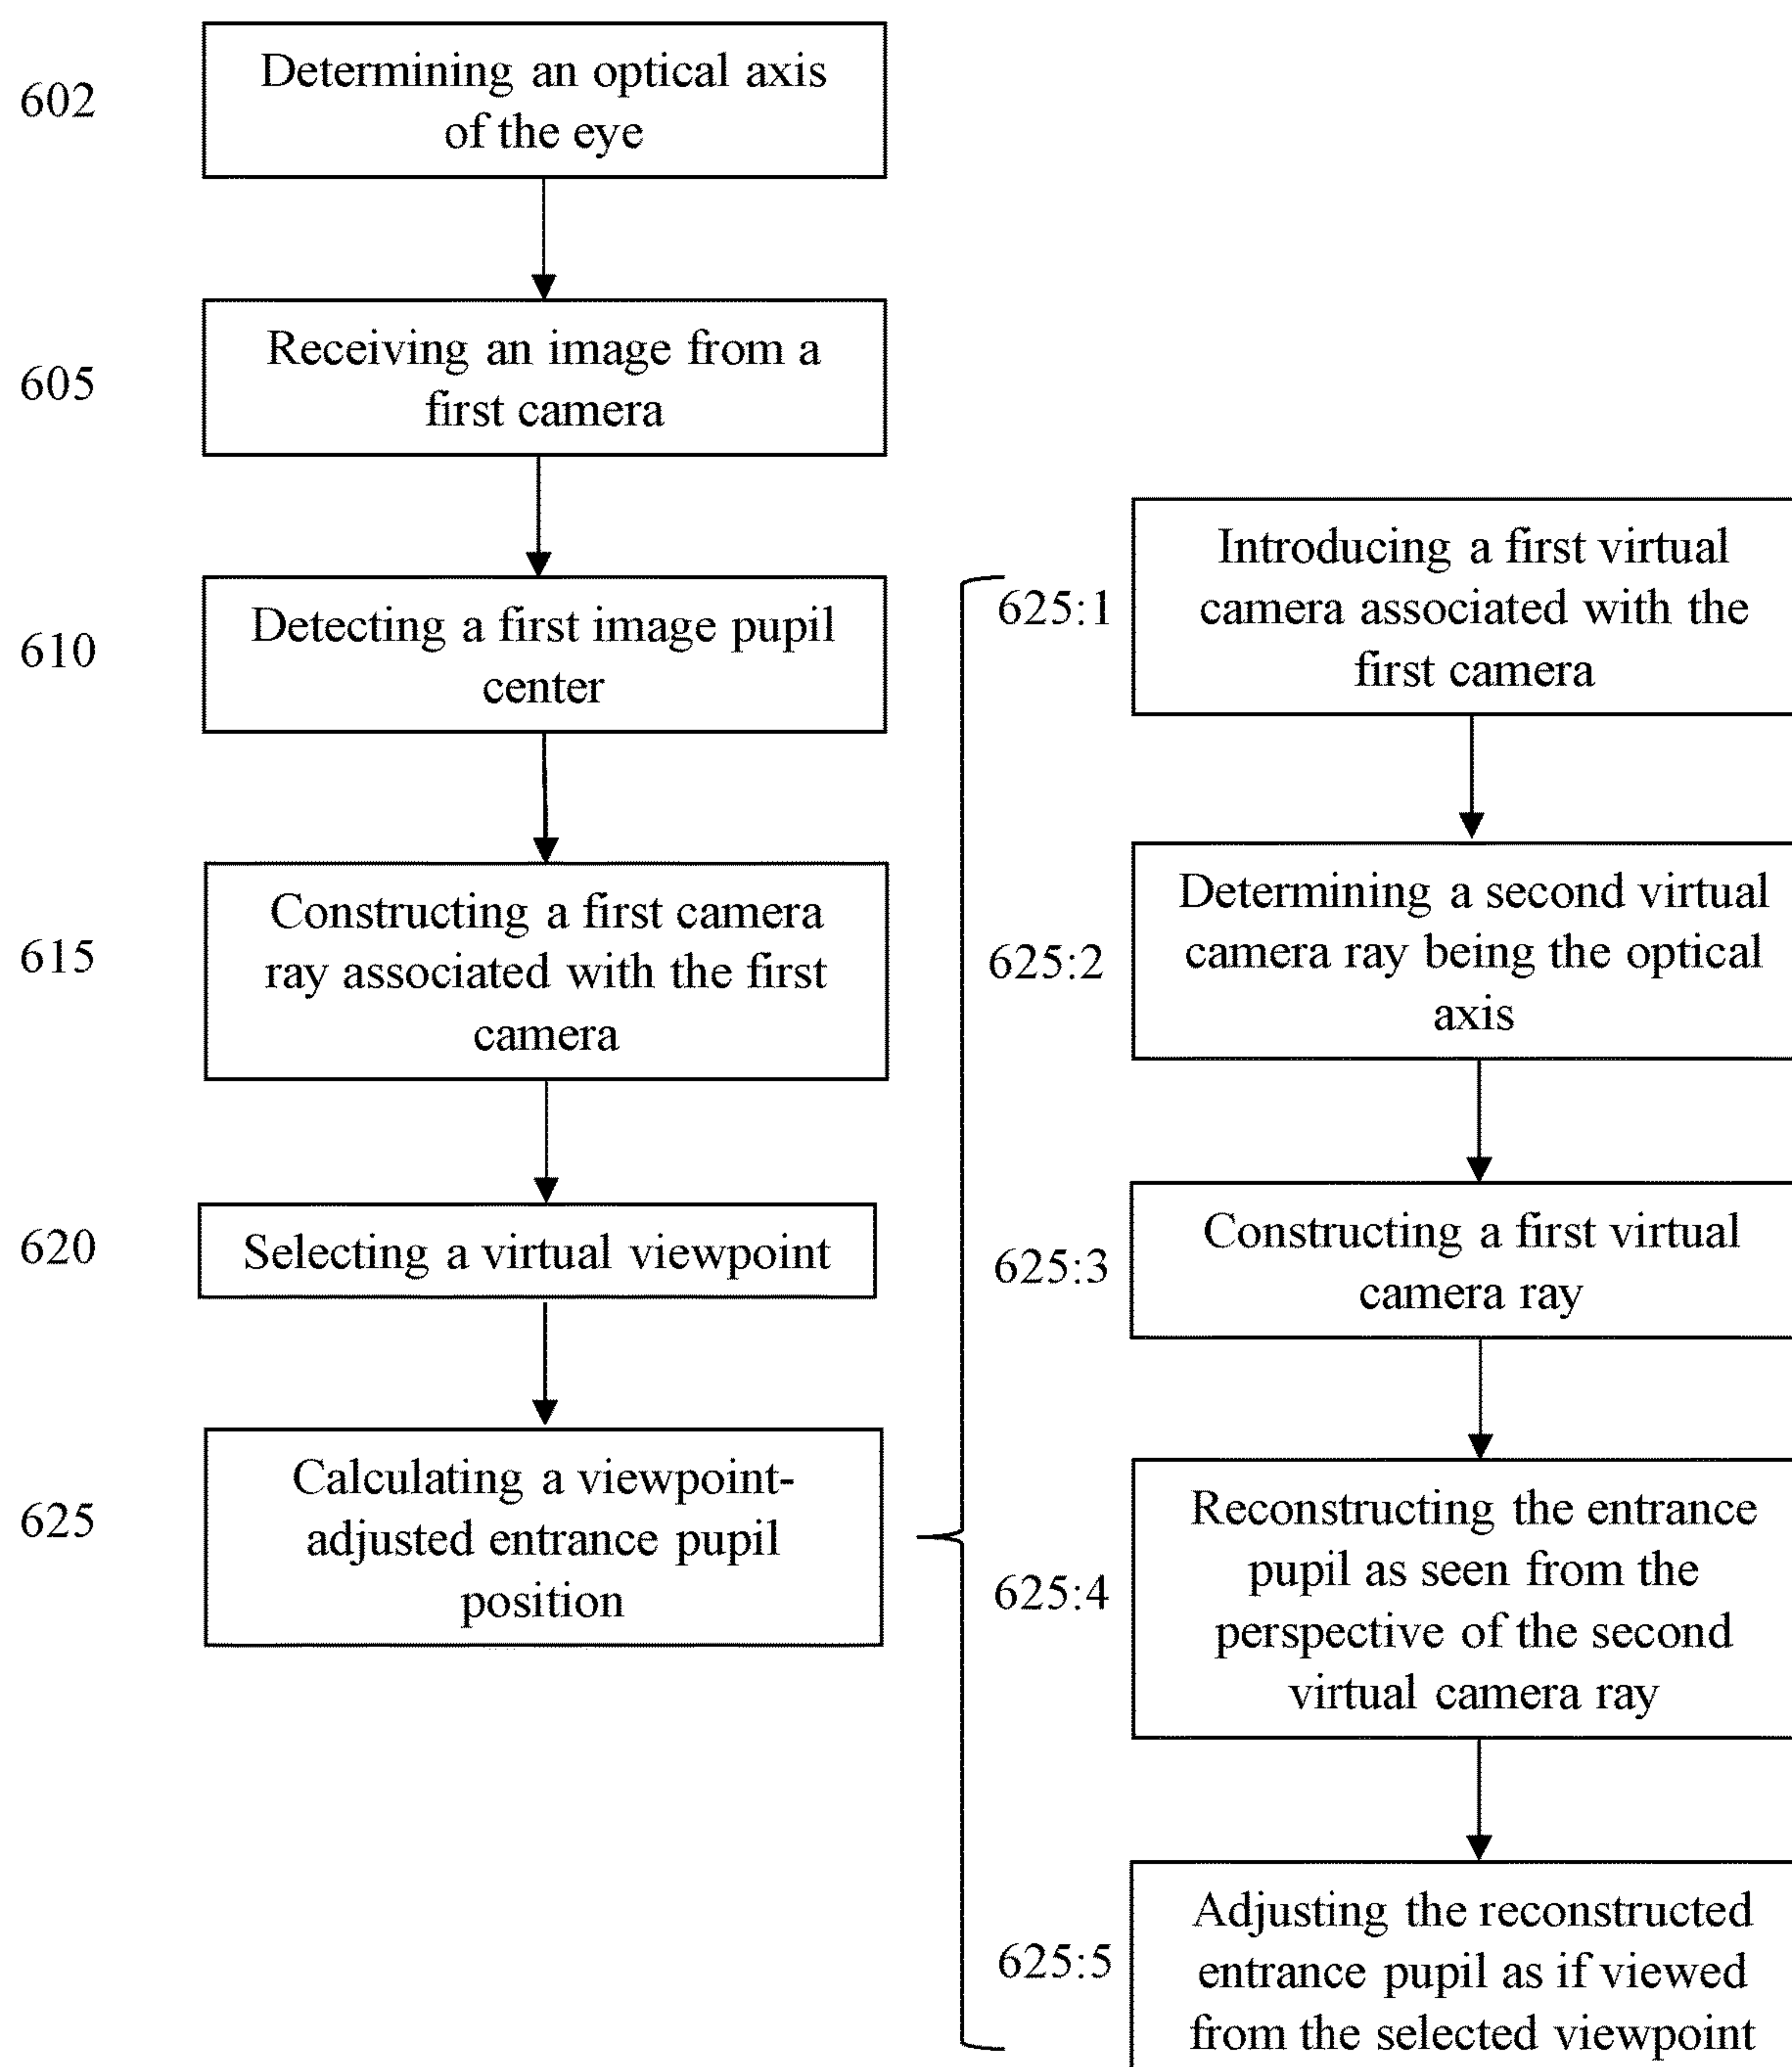 602
Determining an optical axis
of the eye
605
Receiving an image from a
first camera
610
Detecting a first image pupil
center
615
Constructing a first camera
ray associated with the first
camera
620
Selecting a virtual viewpoint
625
Calculating a viewpoint-
adjusted entrance pupil
position
625:1
Introducing a first virtual
camera associated with the
first camera
625:2
Determining a second virtual
camera ray being the optical
axis
625:3
Constructing a first virtual
camera ray
625:4
Reconstructing the entrance
pupil as seen from the
perspective of the second
virtual camera ray
625:5
Adjusting the reconstructed
entrance pupil as if viewed
from the selected viewpoint